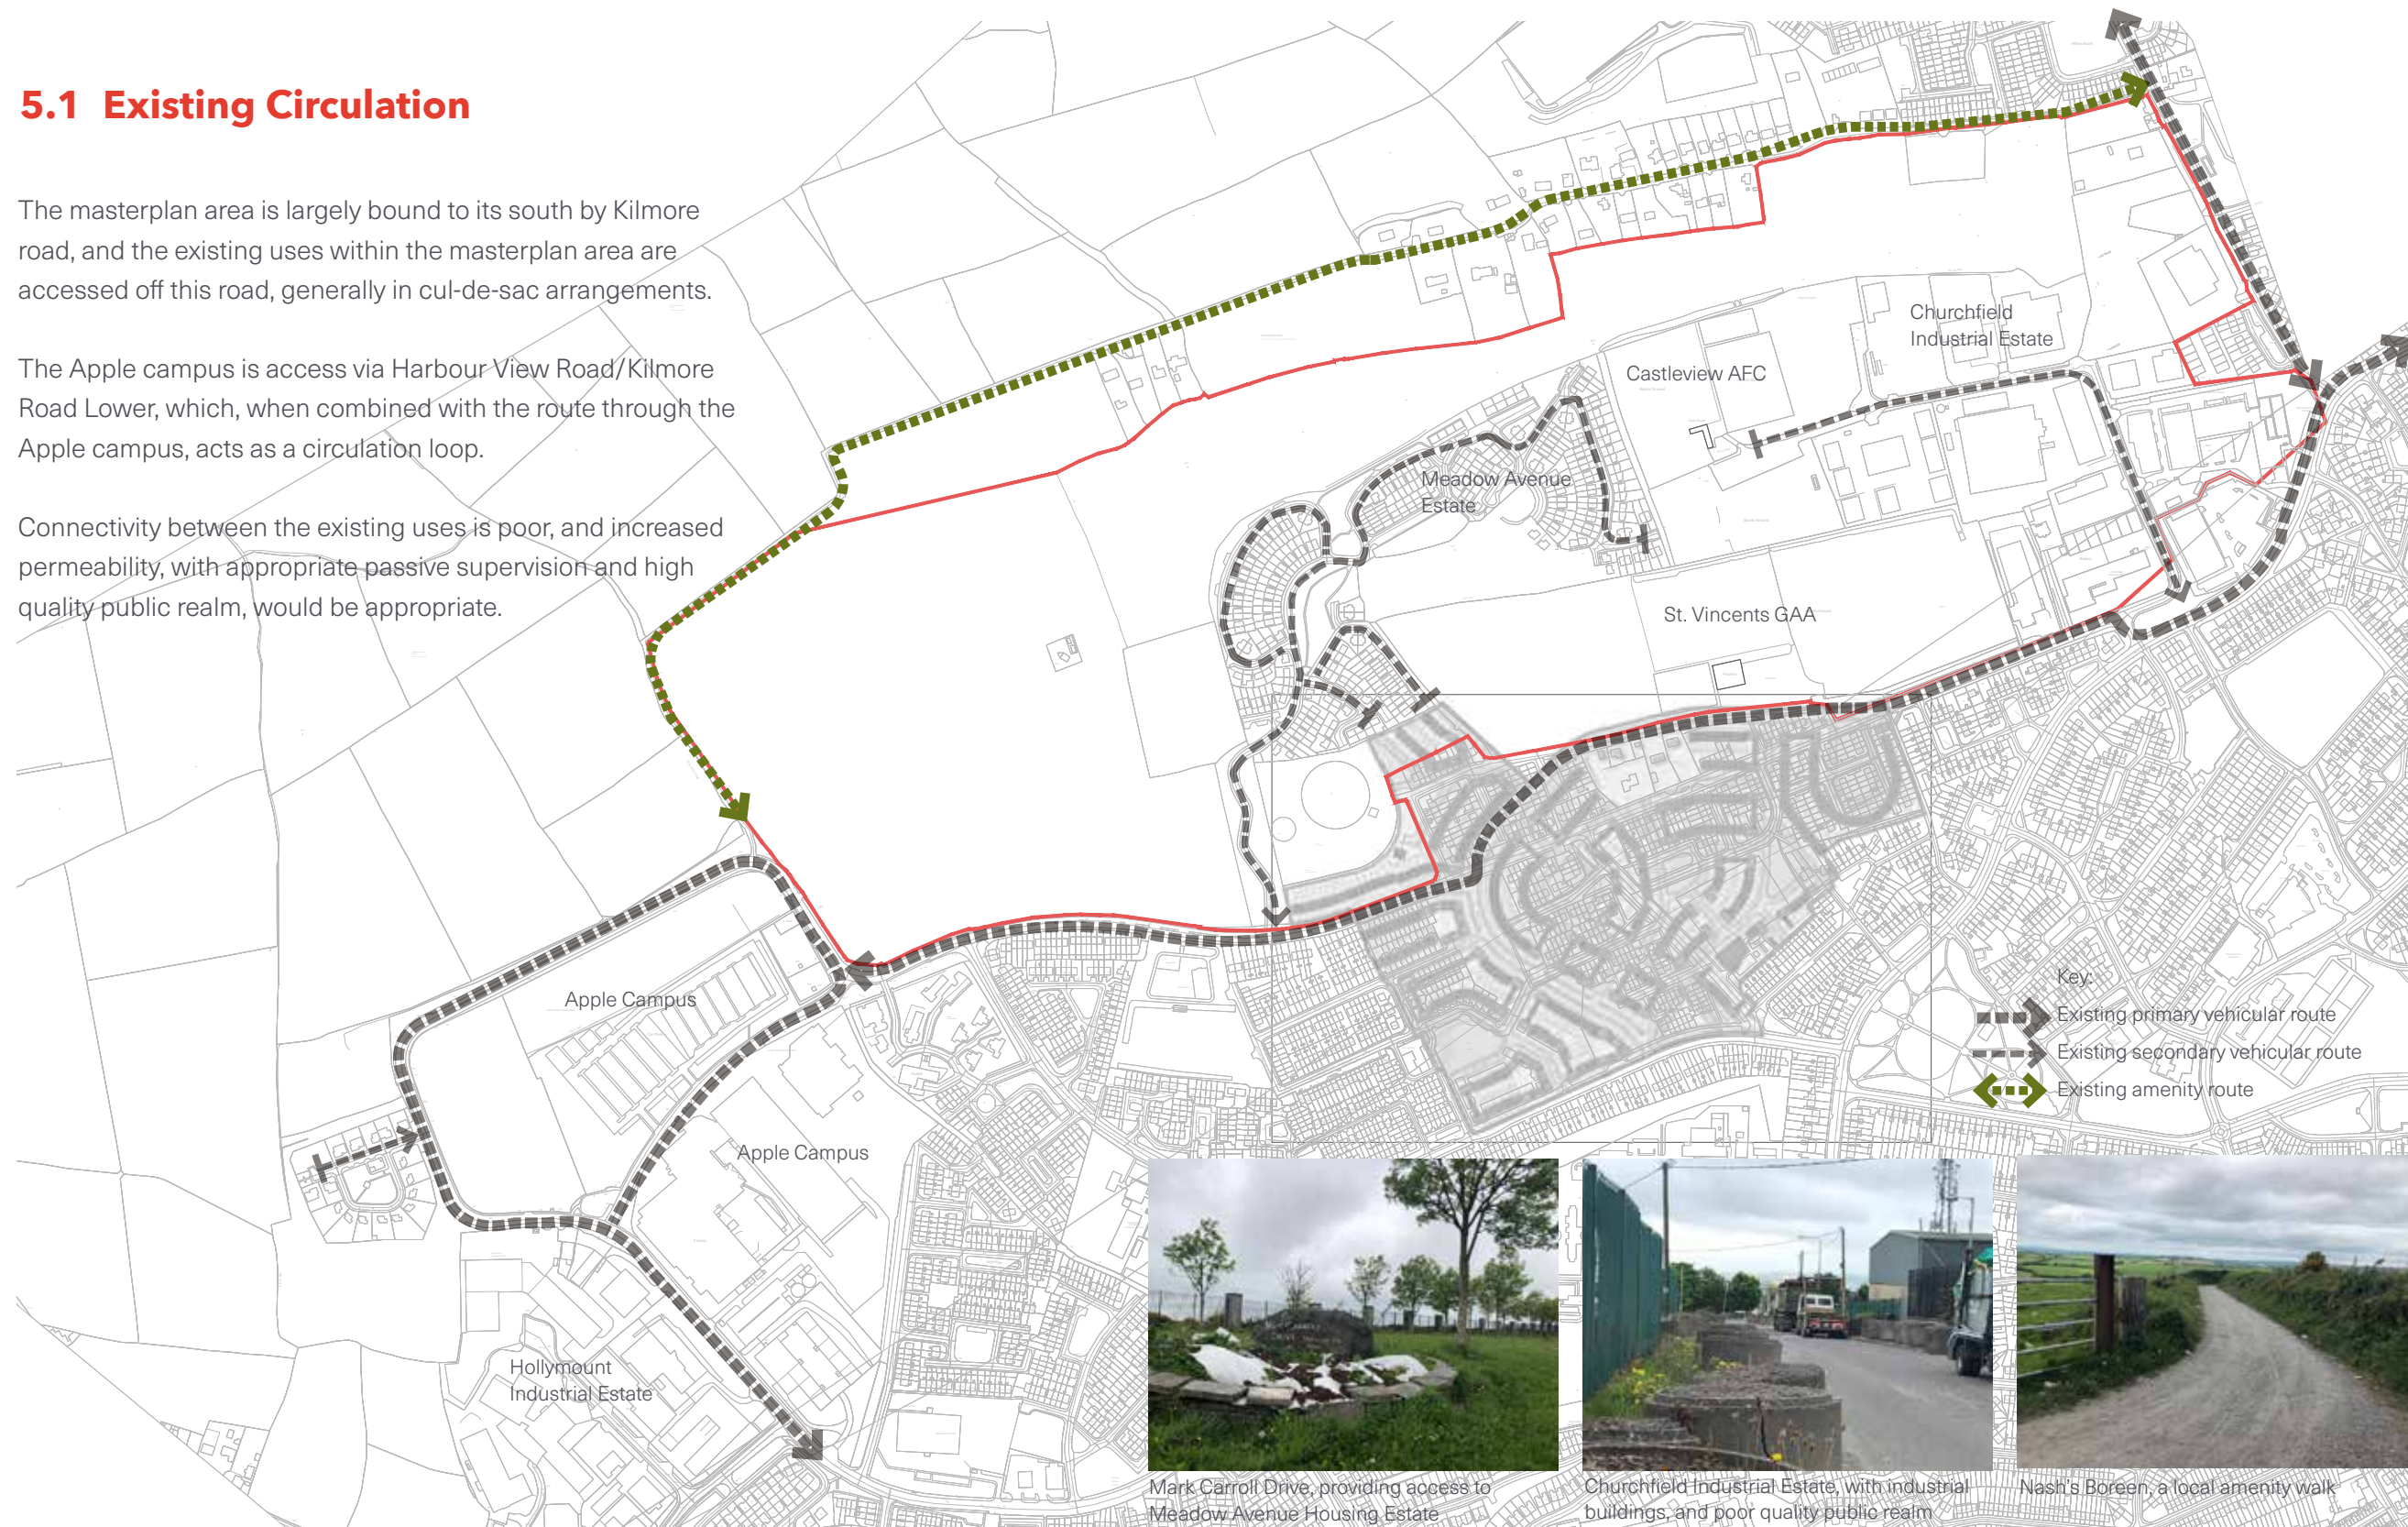 5.1 Existing Circulation
The masterplan area is largely bound to its south by Kilmore
road, and the existing uses within the masterplan area are
accessed off this road, generally in cul-de-sac arrangements.
The Apple campus is access via Harbour View Road/Kilmore
Road Lower, which, when combined with the route through the
Apple campus, acts as a circulation loop.
Connectivity between the existing uses is poor, and increased
permeability, with appropriate passive supervision and high
quality public realm, would be appropriate.
Churchfield
Industrial Estate
Castleview AFC
Meadow Avenue
Estate
St. Vincents GAA
Apple Campus
Apple Campus
Hollymount
Industrial Estate
Key:
Existing primary vehicular route
Existing secondary vehicular route
Existing amenity route
Mark Carroll Drive, providing access to
Meadow Avenue Housing Estate
Churchfield Industrial Estate, with industrial
buildings, and poor quality public realm
Nash's Boreen, a local amenity walk